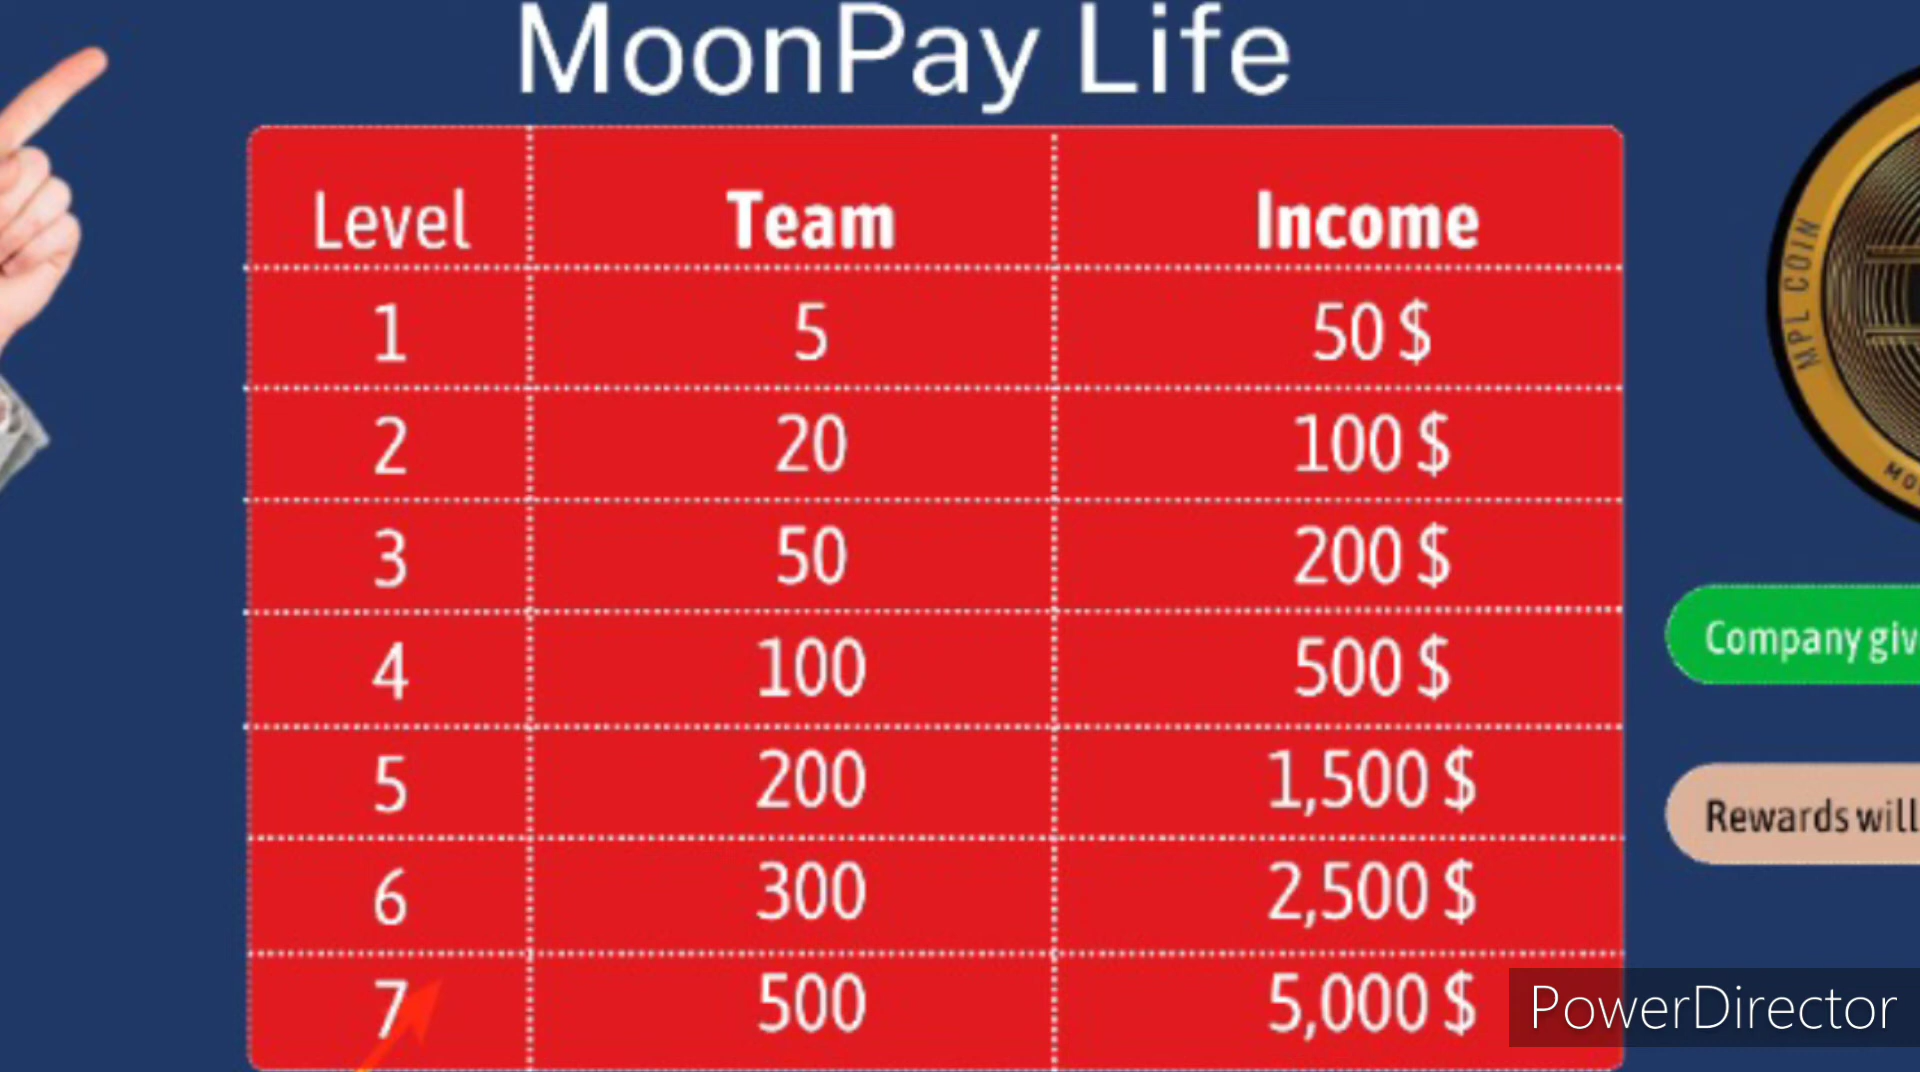 MoonPay Life
Level Team Income
1 5 50 $
2 20 100 $
3 50 200 $
4 100 500 $
5 200 1,500 $
6 300 2,500 $
7 500 5,000 $
MPL COIN
Company giv
Rewards will
PowerDirector